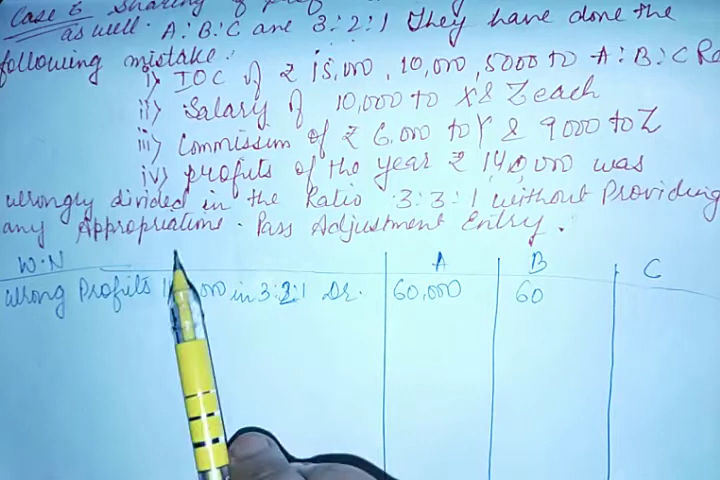 Case 6 Sharing of
as well. A:B:C are 3:2:1 They have done the
following mistake.
i) IOC of ₹ 15,000, 10,000, 5000 to A:B:C Re
ii) Salary of 10,000 to X & Z each
iii) Commission of ₹ 6,000 to Y & 9000 to Z
iv) profits of the year ₹ 140,000 was
wrongly divided in the Ratio 3:3:1 without Providing
any Appropriations. Pass Adjustment Entry.
W.N A B C
Wrong Profits in 3:2:1 Dr. 60,000 60